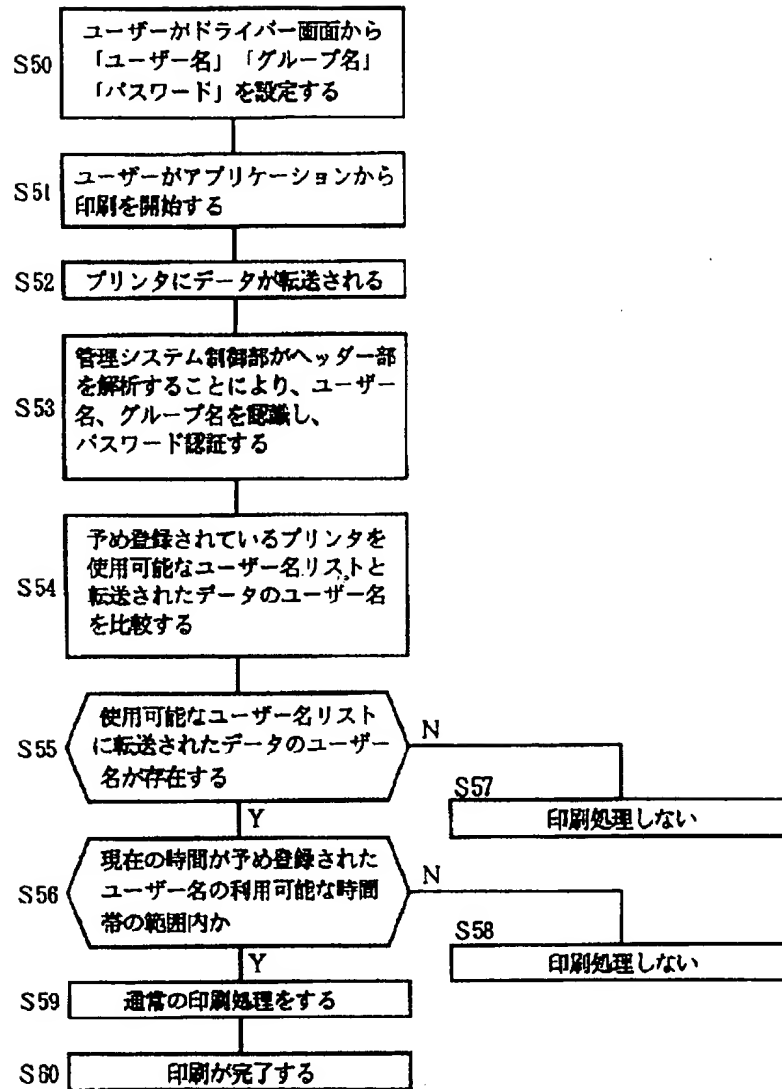 S50
ユーザーがドライバー画面から
「ユーザー名」「グループ名」
「パスワード」を設定する
S51
ユーザーがアプリケーションから
印刷を開始する
S52
プリンタにデータが転送される
S53
管理システム制御部がヘッダー部
を解析することにより、ユーザー
名、グループ名を認識し、
パスワード認証する
S54
予め登録されているプリンタを
使用可能なユーザー名リストと
転送されたデータのユーザー名
を比較する
S55
使用可能なユーザー名リスト
に転送されたデータのユーザー
名が存在する
N
S57
印刷処理しない
Y
S56
現在の時間が予め登録された
ユーザー名の利用可能な時間
帯の範囲内か
N
S58
印刷処理しない
Y
S59
通常の印刷処理をする
S60
印刷が完了する